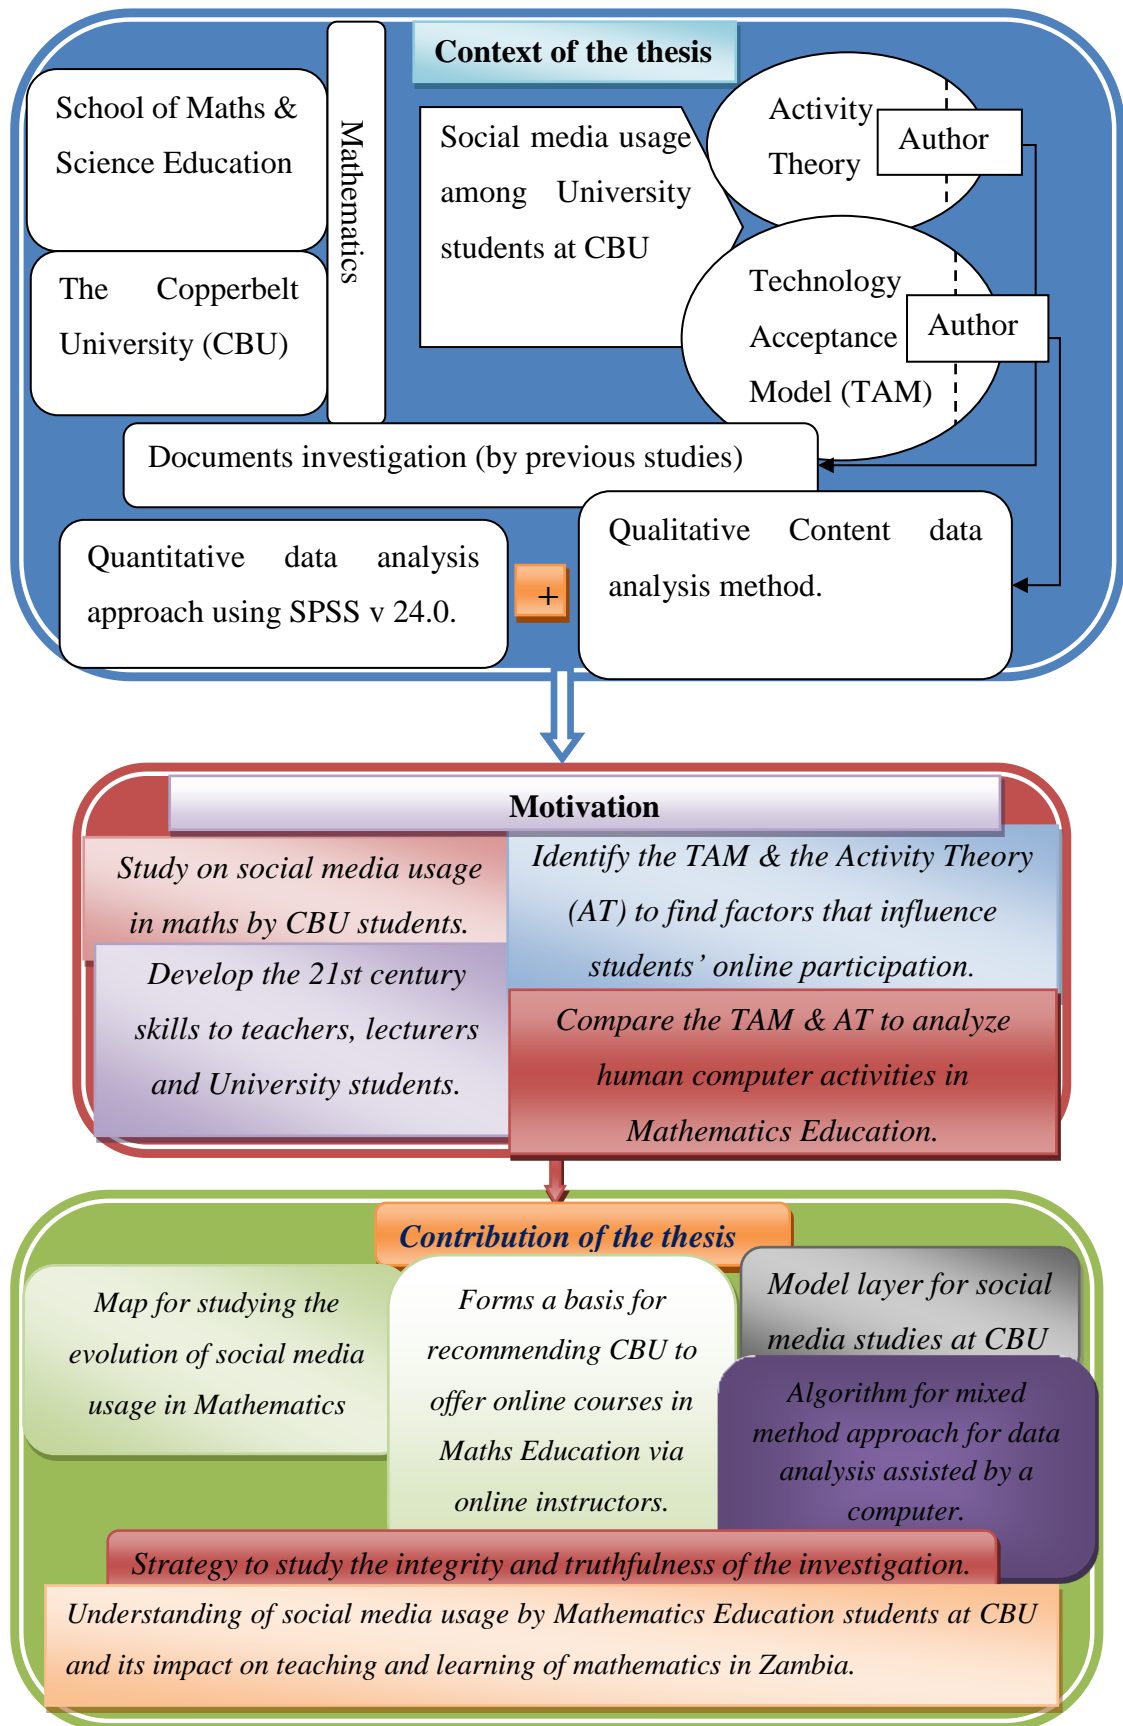 Context of the thesis
School of Maths &
Science Education
The Copperbelt
University (CBU)
Mathematics
Social media usage
among University
students at CBU
Activity
Theory
Author
Technology
Acceptance
Model (TAM)
Author
Documents investigation (by previous studies)
Quantitative data analysis
approach using SPSS v 24.0.
+
Qualitative Content data
analysis method.
Motivation
Study on social media usage
in maths by CBU students.
Identify the TAM & the Activity Theory
(AT) to find factors that influence
students’ online participation.
Develop the 21st century
skills to teachers, lecturers
and University students.
Compare the TAM & AT to analyze
human computer activities in
Mathematics Education.
Contribution of the thesis
Map for studying the
evolution of social media
usage in Mathematics
Forms a basis for
recommending CBU to
offer online courses in
Maths Education via
online instructors.
Model layer for social
media studies at CBU
Algorithm for mixed
method approach for data
analysis assisted by a
computer.
Strategy to study the integrity and truthfulness of the investigation.
Understanding of social media usage by Mathematics Education students at CBU
and its impact on teaching and learning of mathematics in Zambia.